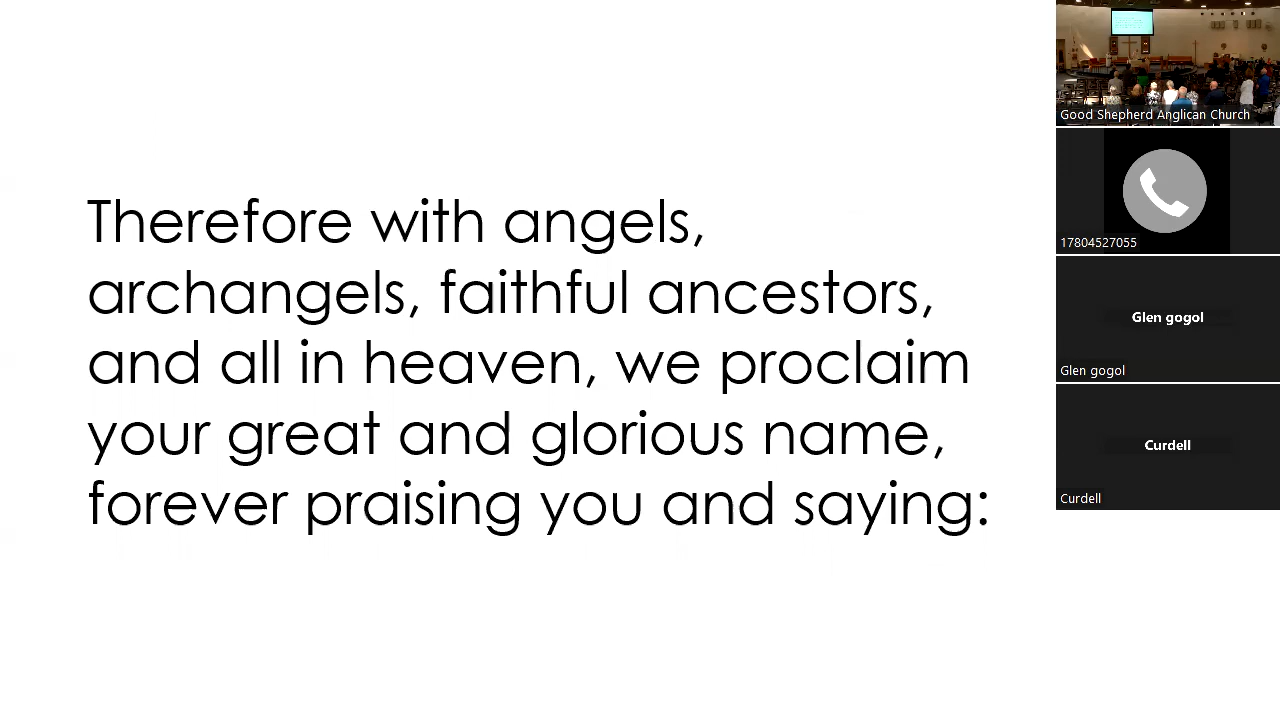 Therefore with angels,
archangels, faithful ancestors,
and all in heaven, we proclaim
your great and glorious name,
forever praising you and saying:
Good Shepherd Anglican Church
17804527055
Glen gogol
Glen gogol
Curdell
Curdell